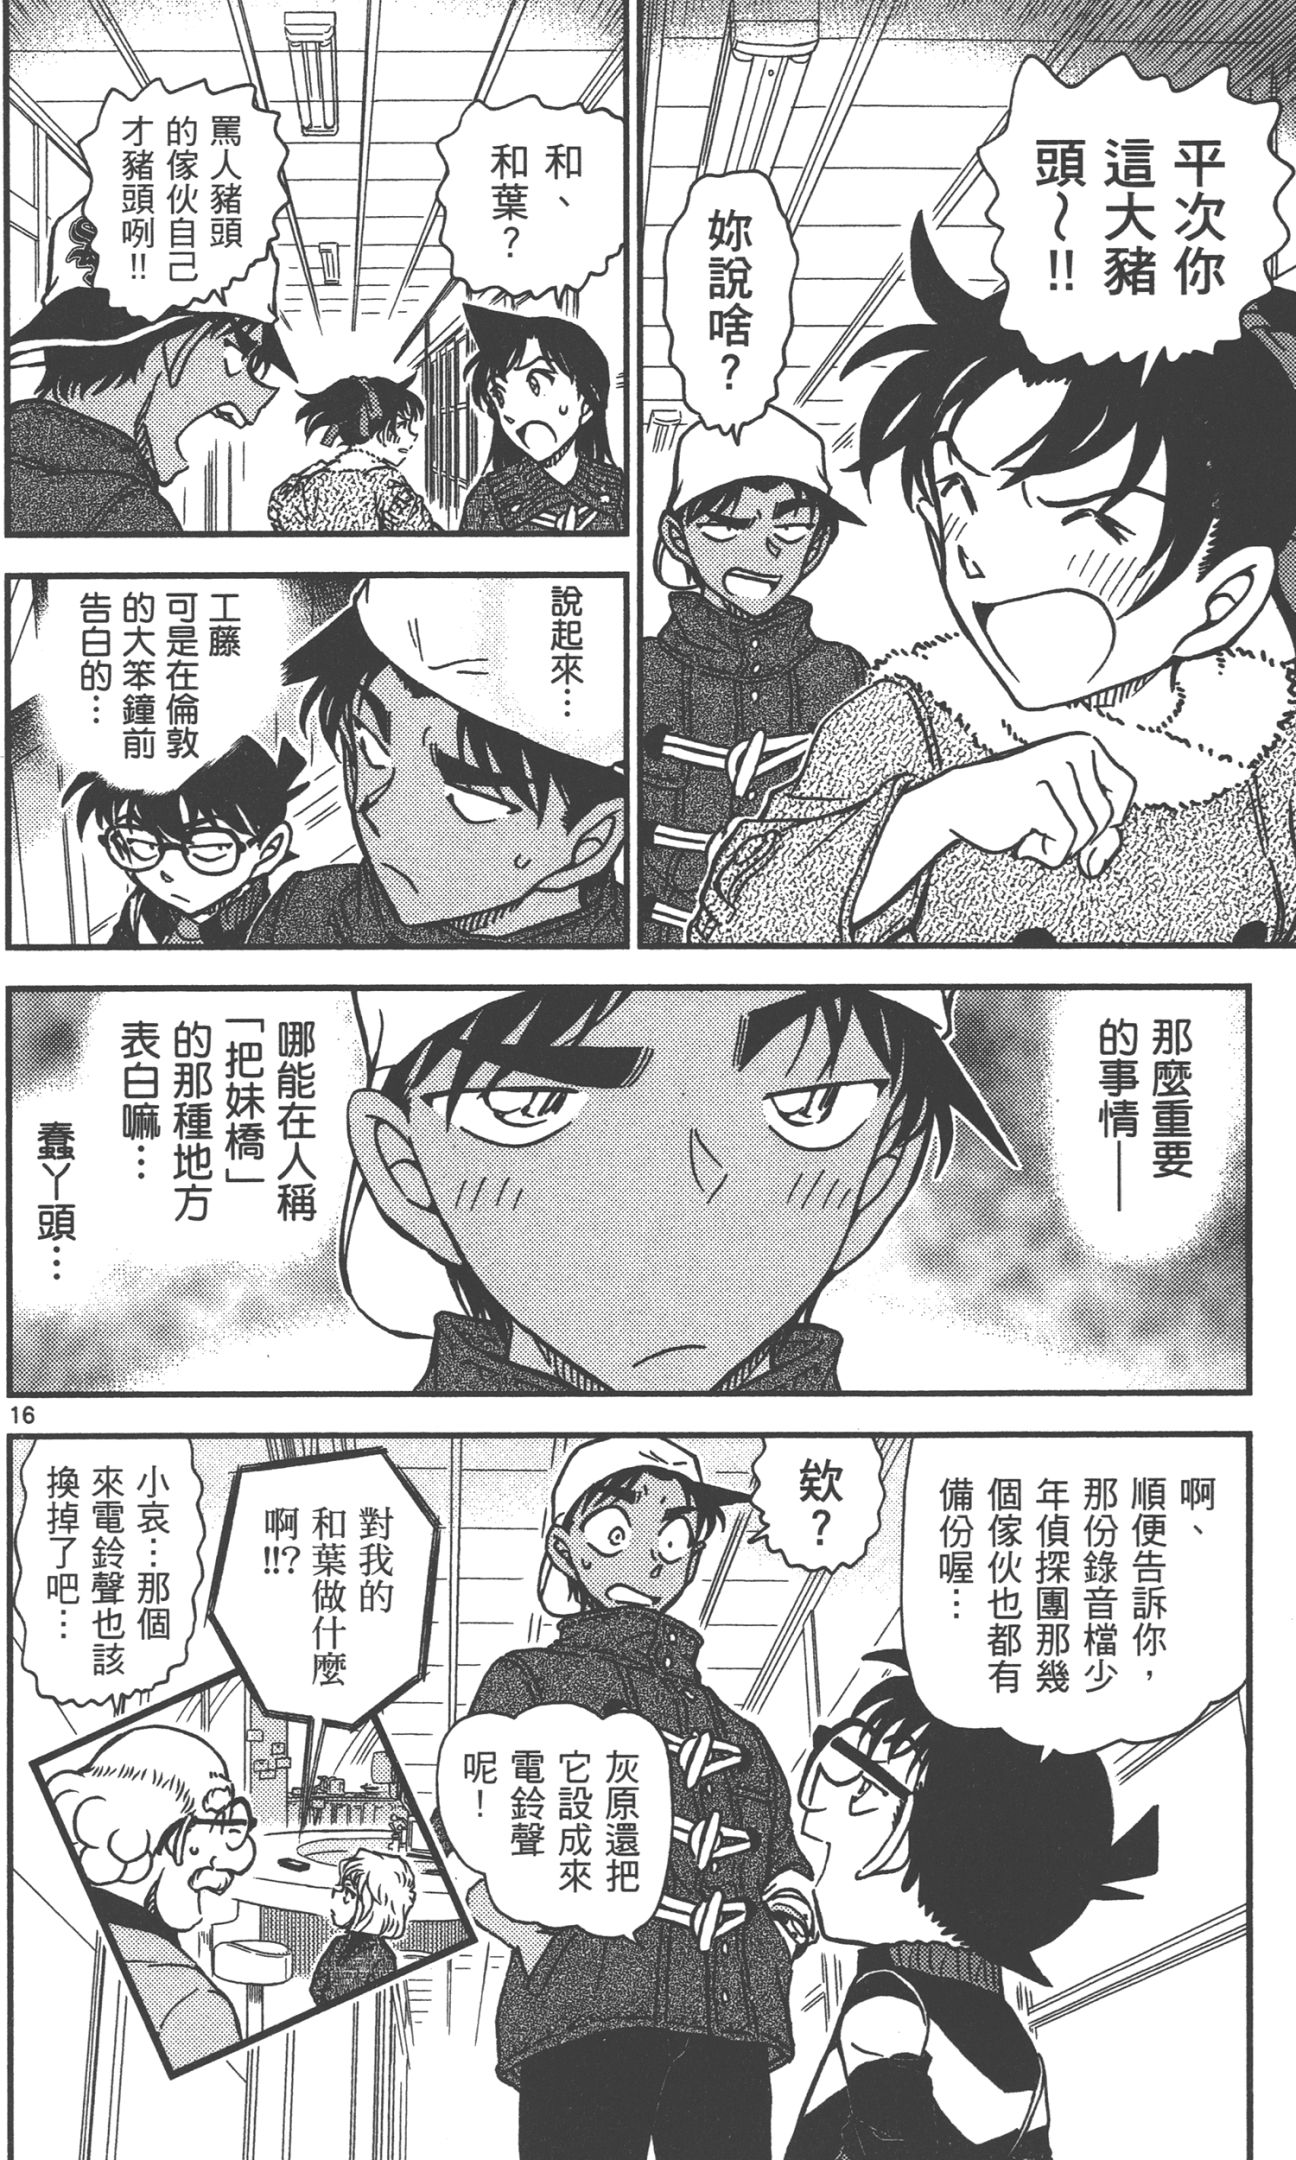 平次你
這大豬
頭～!!
妳說啥？
和、
和葉？
罵人豬頭
的傢伙自己
才豬頭咧!!
說起來…
工藤
可是在倫敦
的大笨鐘前
告白的…
那麼重要
的事情——
哪能在人稱
「把妹橋」
的那種地方
表白嘛…
蠢丫頭…
16
啊、
順便告訴你，
那份錄音檔少
年偵探團那幾
個傢伙也都有
備份喔…
欸？
灰原還把
它設成來
電鈴聲
呢！
對我的
和葉做什麼
啊!!?
小哀…那個
來電鈴聲也該
換掉了吧…